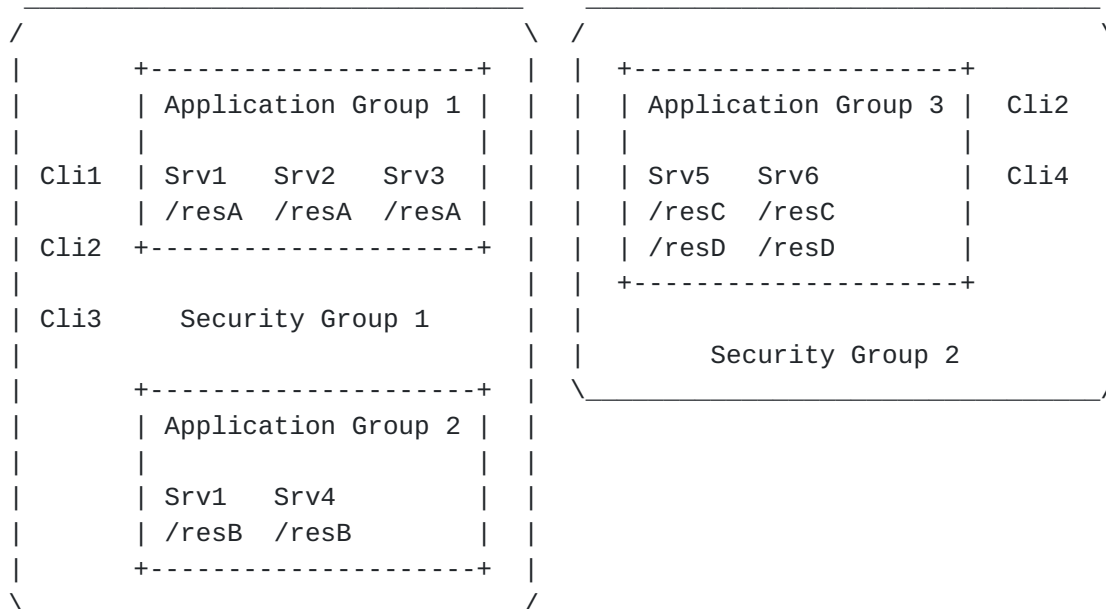 Application Group 1 | Application Group 3 | Cli2
Cli1 | Srv1 Srv2 Srv3 | Srv5 Srv6 | Cli4
/resA /resA /resA | /resC /resC
Cli2 | /resD /resD
Cli3 Security Group 1
Security Group 2
Application Group 2
Srv1 Srv4
/resB /resB